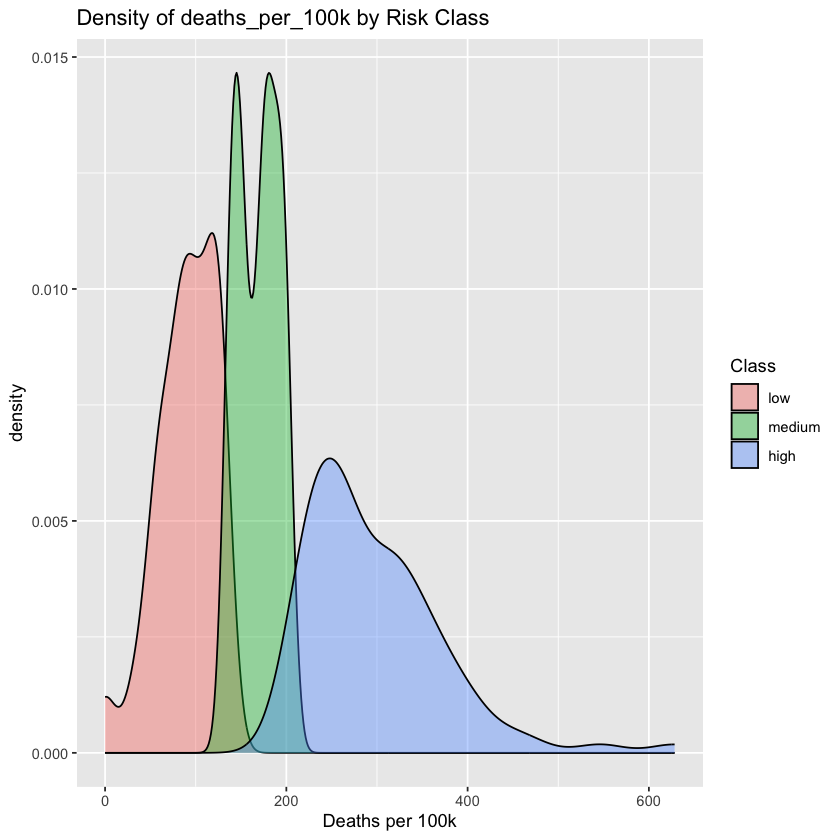 Density of deaths_per_100k by Risk Class
0.015
0.010
0.005
0.000
density
0
200
400
600
Deaths per 100k
Class
low
medium
high